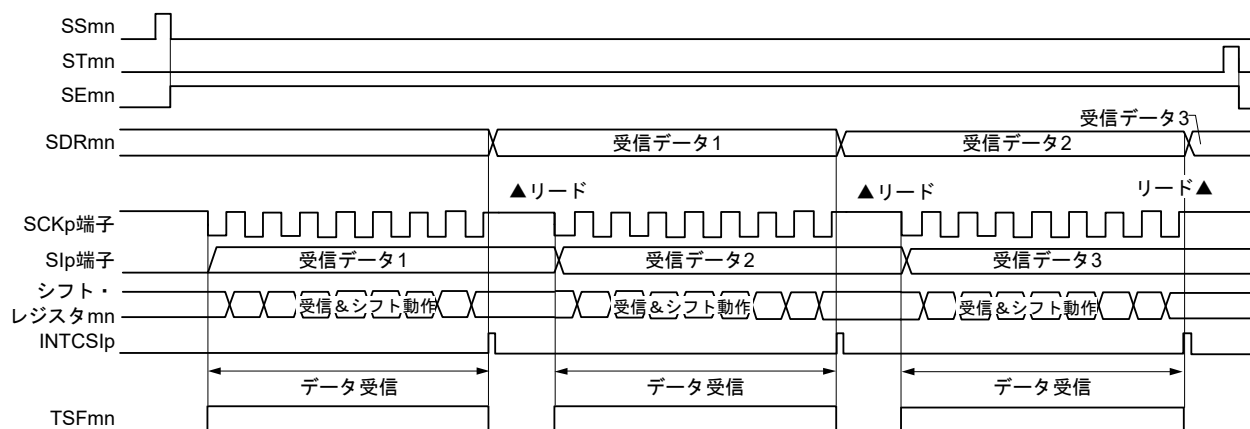 SSmn
STmn
SEmn
受信データ3
SDRmn 受信データ1 受信データ2
▲リード ▲リード リード▲
SCKp端子
SIp端子 受信データ1 受信データ2 受信データ3
シフト・
レジスタmn 受信&シフト動作 受信&シフト動作 受信&シフト動作
INTCSIp
データ受信 データ受信 データ受信
TSFmn